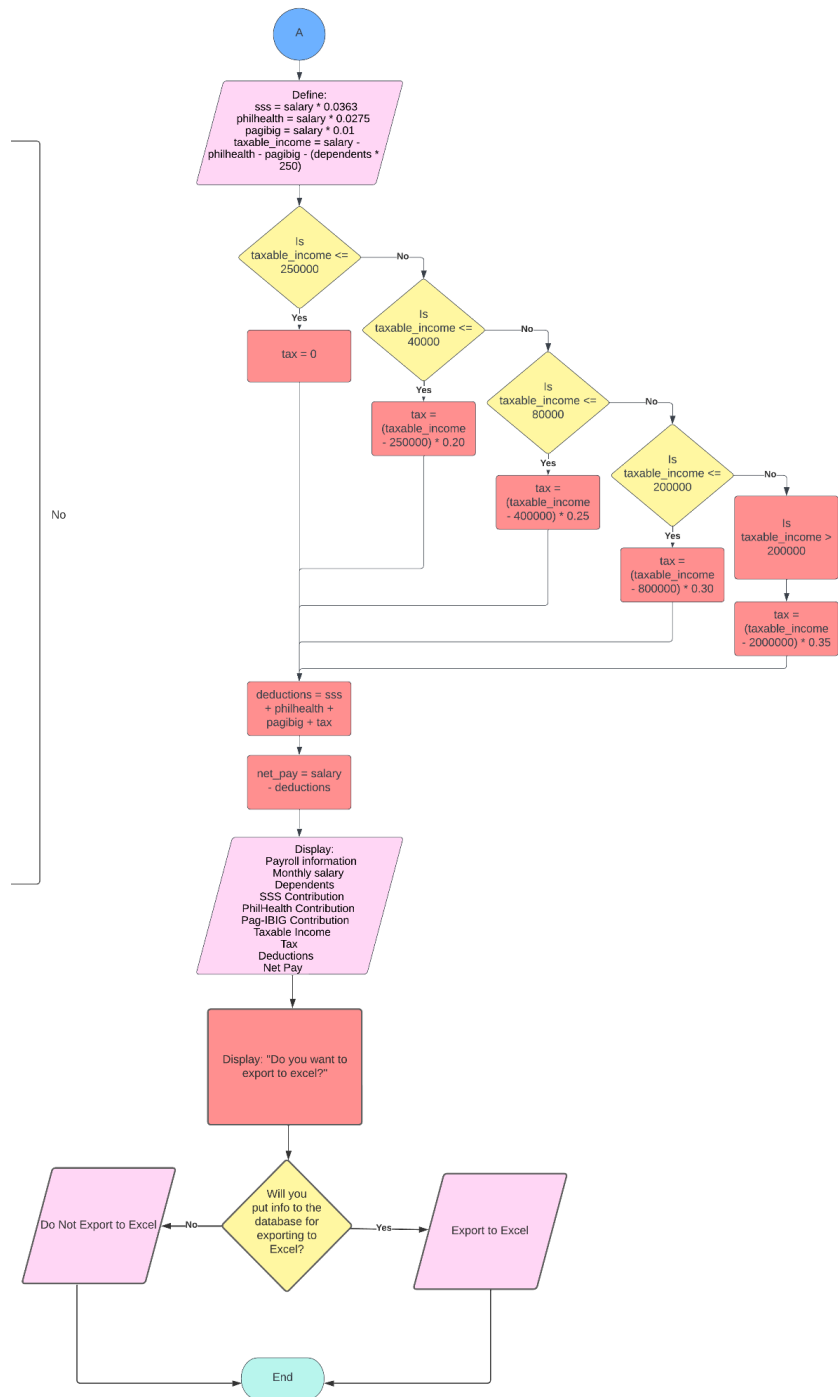 A
Define:
sss = salary * 0.0363
philhealth = salary * 0.0275
pagibig = salary * 0.01
taxable_income = salary -
philhealth - pagibig - (dependents *
250)
Is
taxable_income <=
250000
No
Yes
tax = 0
Is
taxable_income <=
40000
No
Yes
tax =
(taxable_income
- 250000) * 0.20
Is
taxable_income <=
80000
No
Yes
tax =
(taxable_income
- 400000) * 0.25
Is
taxable_income <=
200000
No
Yes
tax =
(taxable_income
- 800000) * 0.30
Is
taxable_income >
200000
tax =
(taxable_income
- 2000000) * 0.35
No
deductions = sss
+ philhealth +
pagibig + tax
net_pay = salary
- deductions
Display:
Payroll information
Monthly salary
Dependents
SSS Contribution
PhilHealth Contribution
Pag-IBIG Contribution
Taxable Income
Tax
Deductions
Net Pay
Display: "Do you want to
export to excel?"
Will you
put info to the
database for
exporting to
Excel?
No
Do Not Export to Excel
Yes
Export to Excel
End